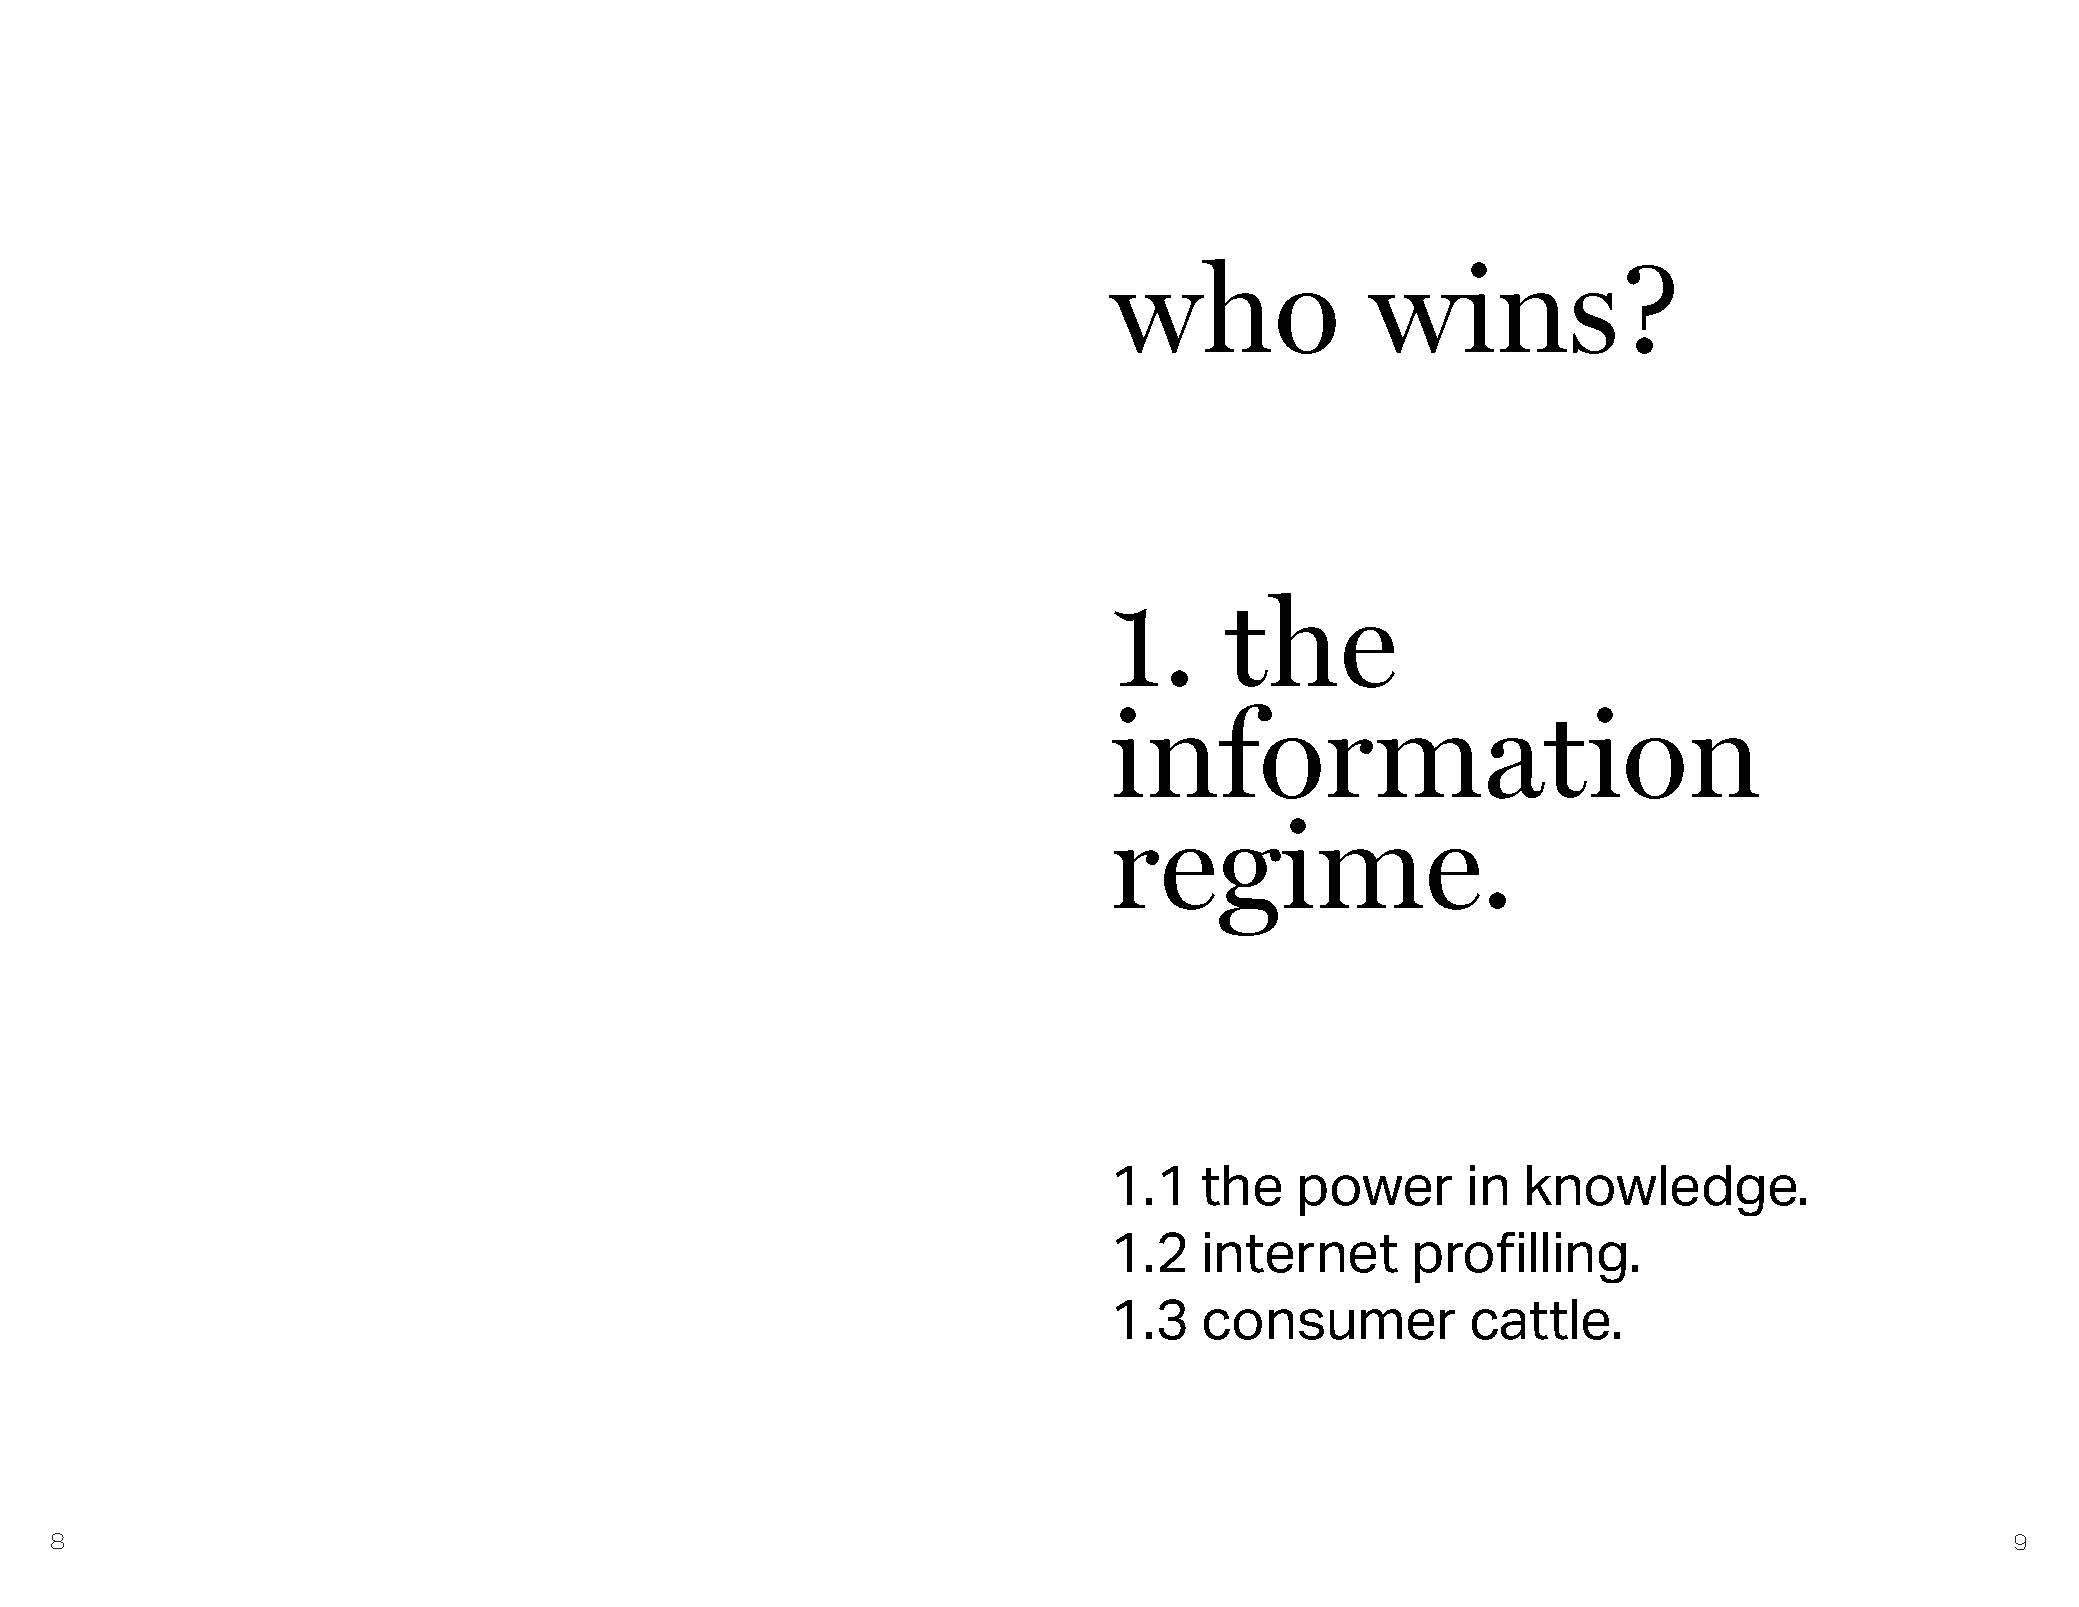 who wins?
1. the
information
regime.
1.1 the power in knowledge.
1.2 internet profilling.
1.3 consumer cattle.
8
9